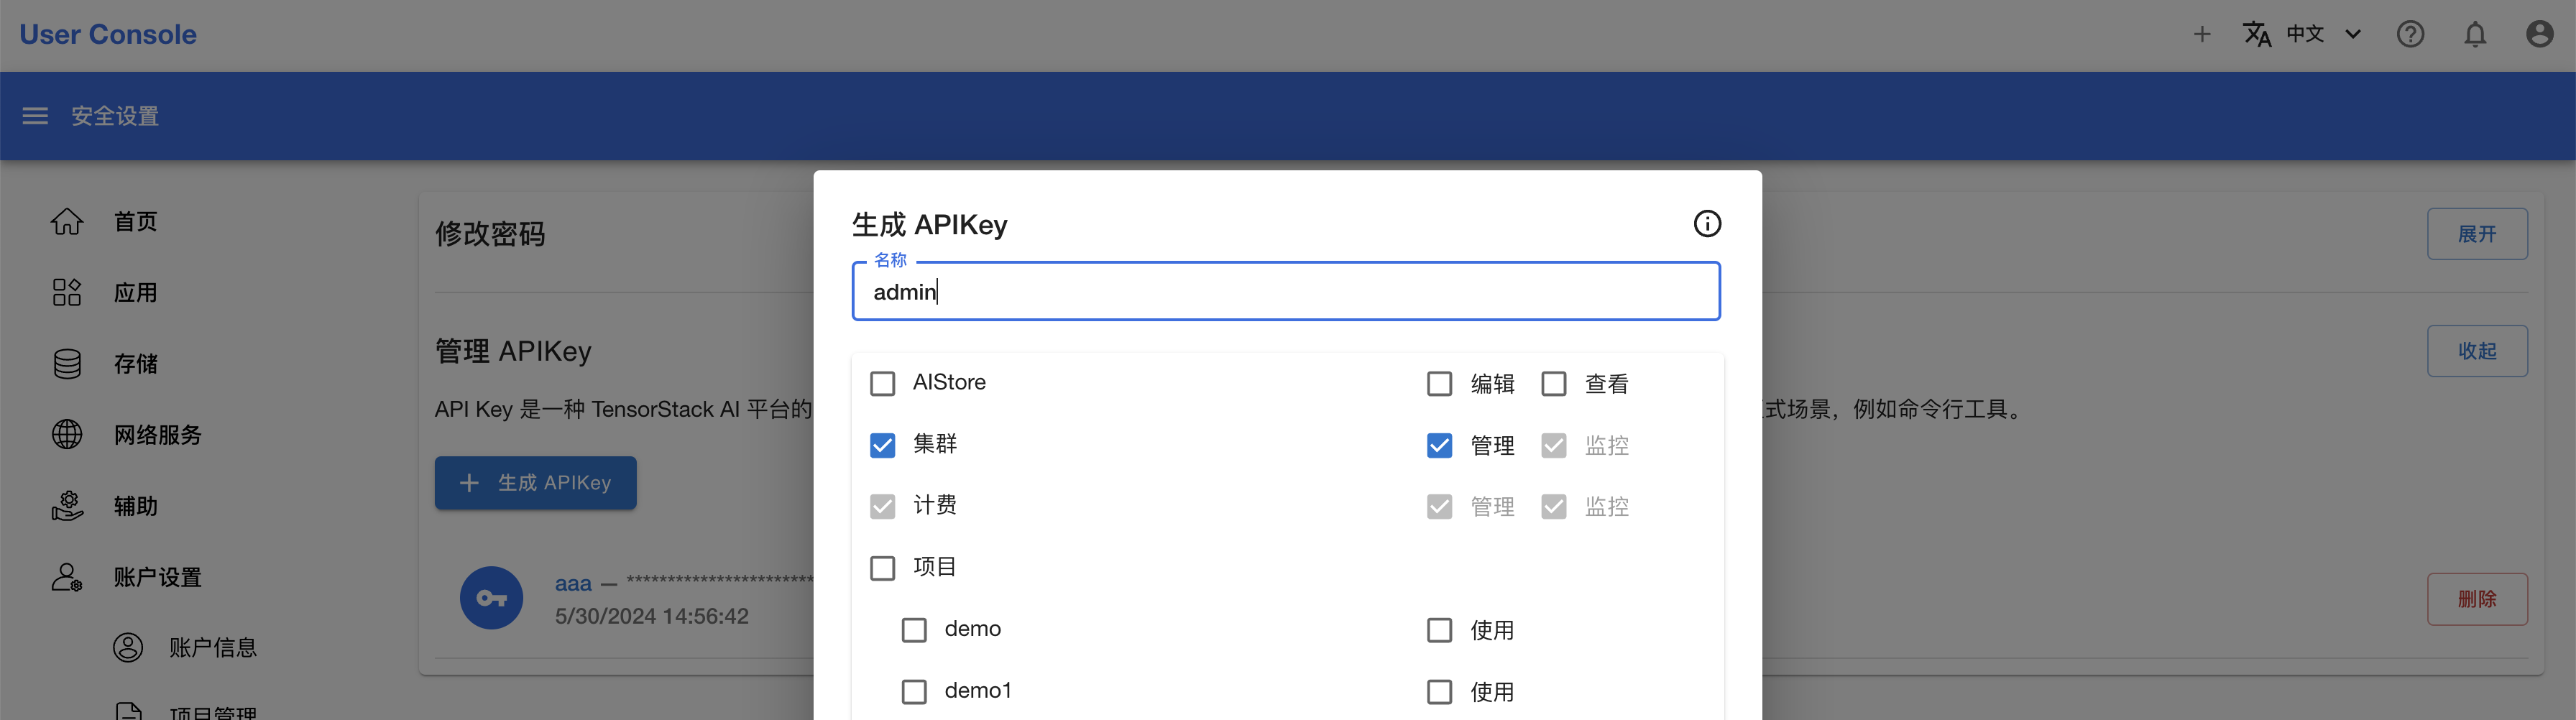 User Console
中文
安全设置
首页
应用
存储
网络服务
辅助
账户设置
账户信息
项目管理
修改密码
展开
管理 APIKey
收起
API Key 是一种 TensorStack AI 平台的
式场景，例如命令行工具。
生成 APIKey
aaa — ***********************
5/30/2024 14:56:42
删除
生成 APIKey
名称
admin
AIStore 编辑 查看
集群 管理 监控
计费 管理 监控
项目
demo 使用
demo1 使用